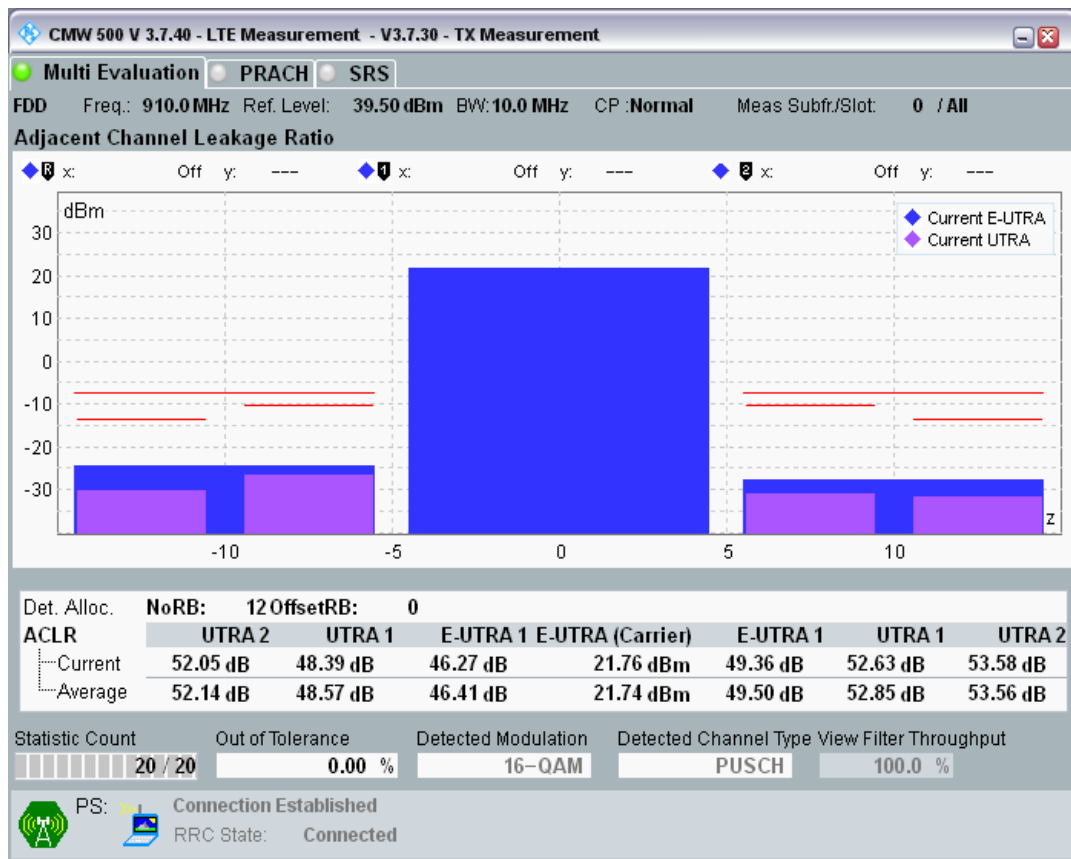 CMW 500 V 3.7.40 - LTE Measurement - V3.7.30 - TX Measurement
Multi Evaluation PRACH SRS
FDD Freq.: 910.0 MHz Ref. Level: 39.50 dBm BW: 10.0 MHz CP :Normal Meas Subfr./Slot: 0 / All
Adjacent Channel Leakage Ratio
R x: Off y: --- 1 x: Off y: --- 2 x: Off y: ---
dBm
Current E-UTRA
Current UTRA
30
20
10
0
-10
-20
-30
z
-10 -5 0 5 10
Det. Alloc. NoRB: 12 OffsetRB: 0
ACLR UTRA 2 UTRA 1 E-UTRA 1 E-UTRA (Carrier) E-UTRA 1 UTRA 1 UTRA 2
Current 52.05 dB 48.39 dB 46.27 dB 21.76 dBm 49.36 dB 52.63 dB 53.58 dB
Average 52.14 dB 48.57 dB 46.41 dB 21.74 dBm 49.50 dB 52.85 dB 53.56 dB
Statistic Count Out of Tolerance Detected Modulation Detected Channel Type View Filter Throughput
20 / 20 0.00 % 16-QAM PUSCH 100.0 %
PS: Connection Established
RRC State: Connected